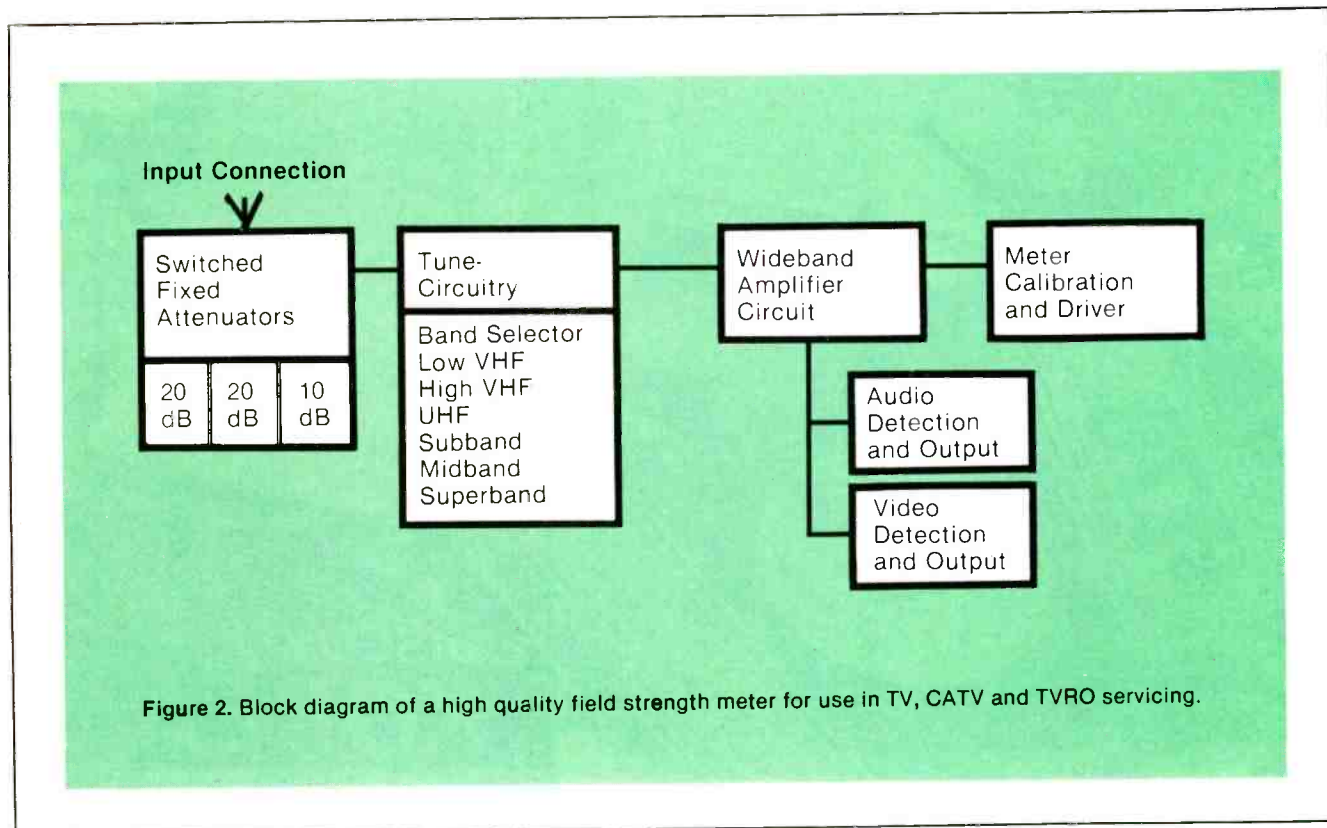 Input Connection
Switched
Fixed
Attenuators
20
dB
20
dB
10
dB
Tune-
Circuitry
Band Selector
Low VHF
High VHF
UHF
Subband
Midband
Superband
Wideband
Amplifier
Circuit
Meter
Calibration
and Driver
Audio
Detection
and Output
Video
Detection
and Output
Figure 2. Block diagram of a high quality field strength meter for use in TV, CATV and TVRO servicing.